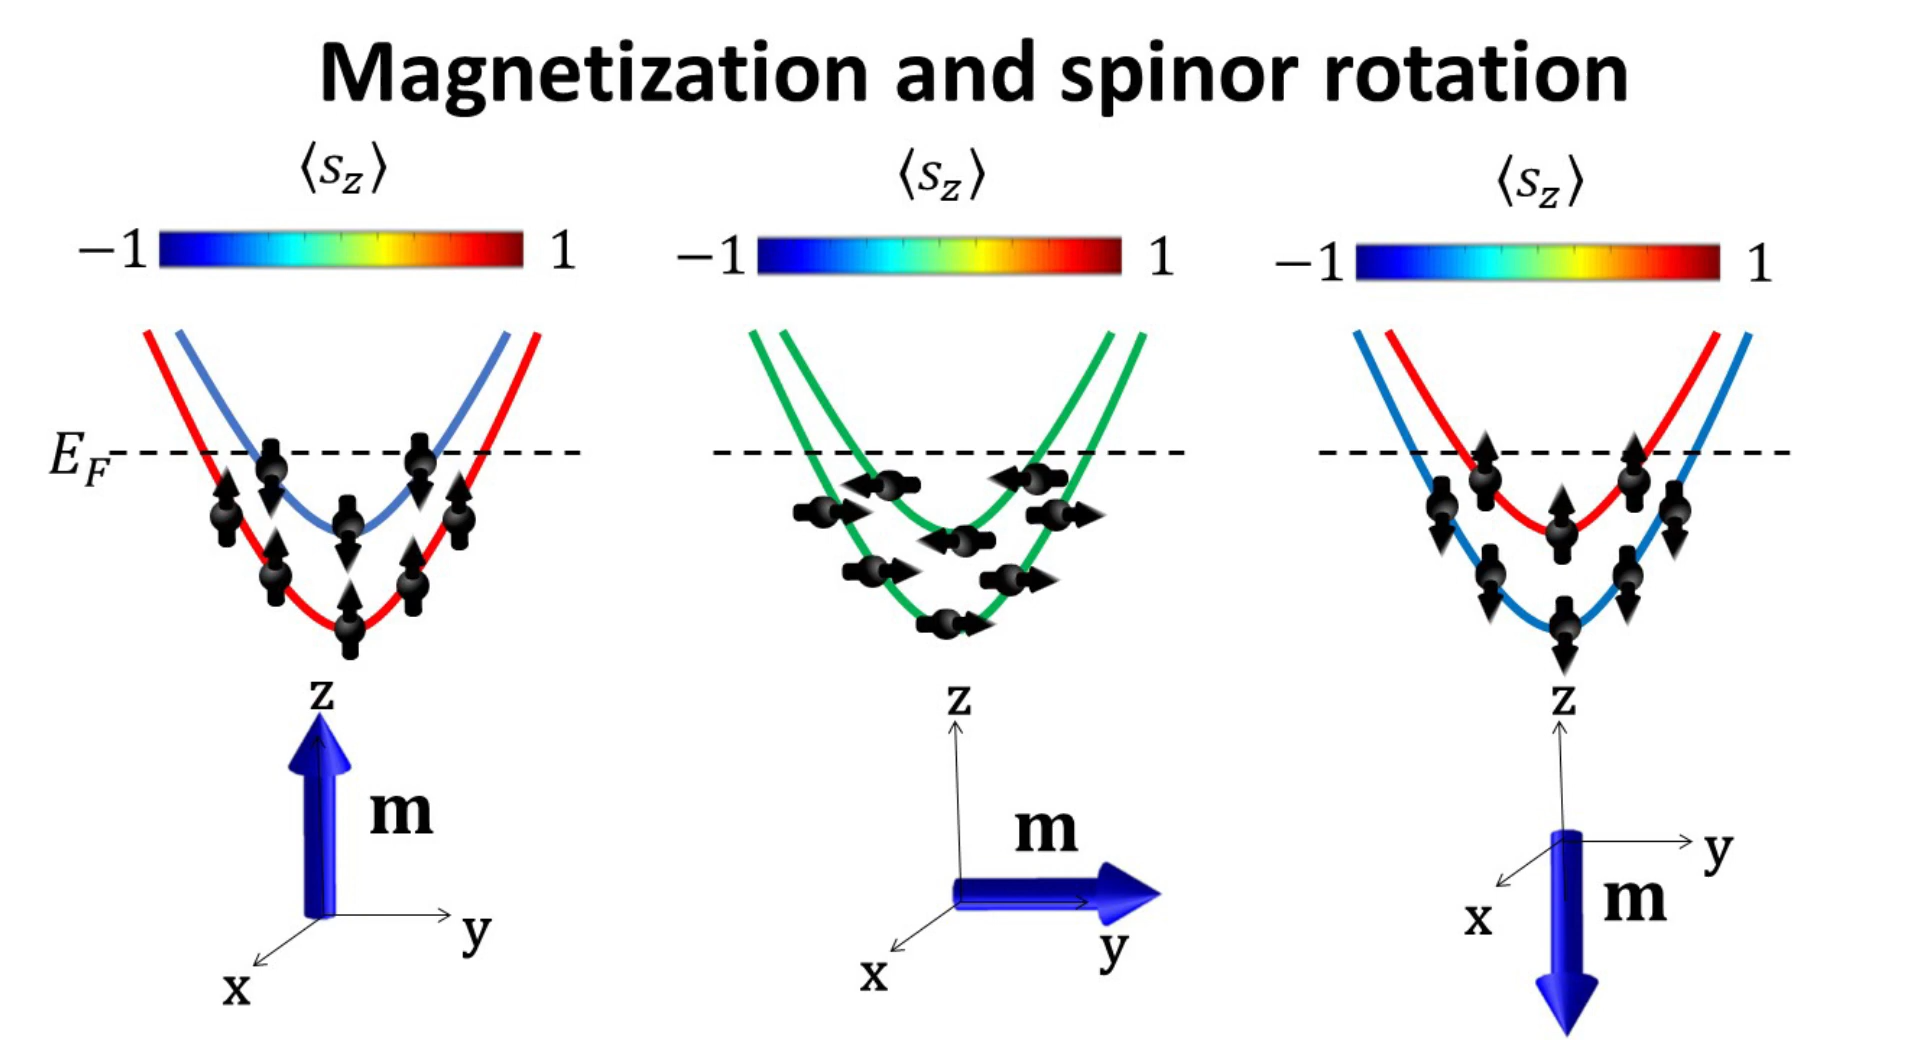 Magnetization and spinor rotation
⟨s_z⟩ ⟨s_z⟩ ⟨s_z⟩
−1 1 −1 1 −1 1
E_F
z z z
m m m
y y y
x x x